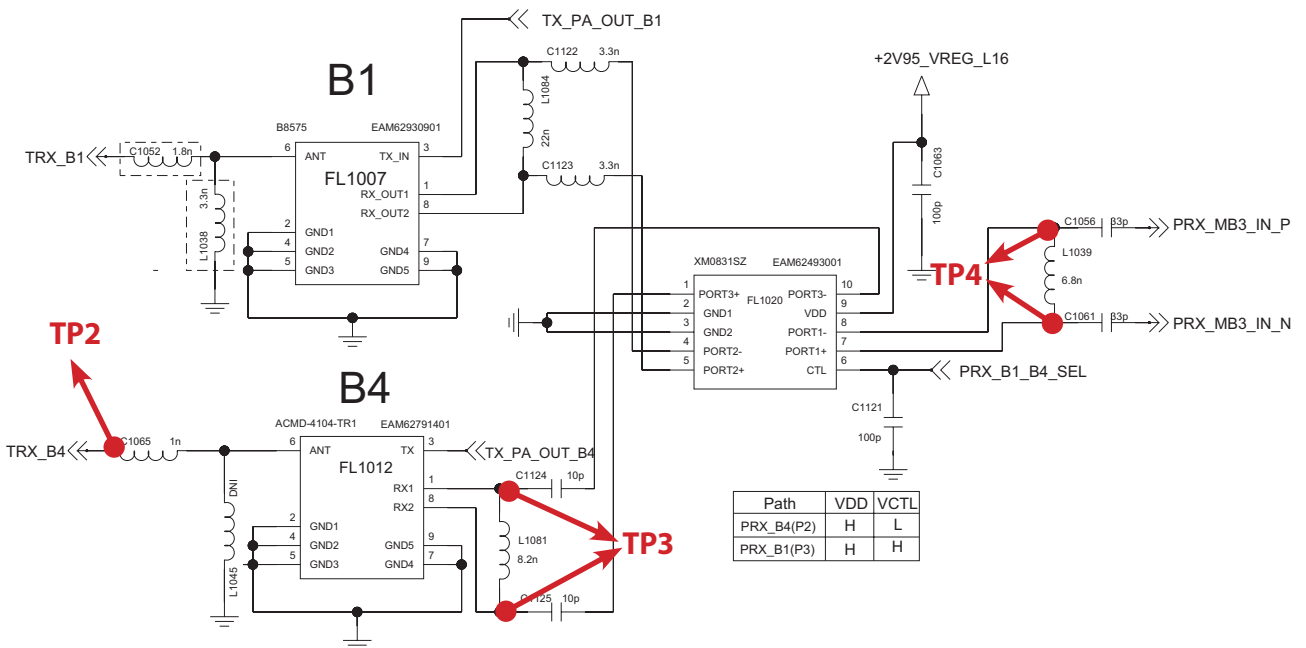 TX_PA_OUT_B1
C1122 3.3n
+2V95_VREG_L16
B1
L1084
22n
B8575 EAM62930901
TRX_B1
C1052 1.8n
6 ANT TX_IN 3
FL1007
C1123 3.3n
C1063
100p
RX_OUT1 1
RX_OUT2 8
3.3n
L1038
2 GND1
4 GND2 GND4 7
5 GND3 GND5 9
C1056 33p PRX_MB3_IN_P
L1039
6.8n
TP4
XM0831SZ EAM62493001
1 PORT3+ FL1020 PORT3- 10
2 GND1 VDD 9
3 GND2 PORT1- 8
4 PORT2- PORT1+ 7
5 PORT2+ CTL 6
C1061 33p PRX_MB3_IN_N
TP2
PRX_B1_B4_SEL
C1121
100p
B4
ACMD-4104-TR1 EAM62791401
TRX_B4
C1065 1n
6 ANT TX 3
FL1012
TX_PA_OUT_B4
C1124 10p
RX1 1
RX2 8
DNI
L1045
2 GND1
4 GND2 GND5 9
5 GND3 GND4 7
L1081
8.2n
TP3
C1125 10p
Path VDD VCTL
PRX_B4(P2) H L
PRX_B1(P3) H H